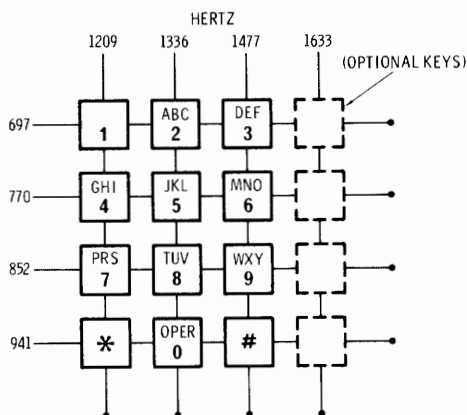 HERTZ
1209 1336 1477 1633
(OPTIONAL KEYS)
697
1
ABC
2
DEF
3
770
GHI
4
JKL
5
MNO
6
852
PRS
7
TUV
8
WXY
9
941
*
OPER
0
#